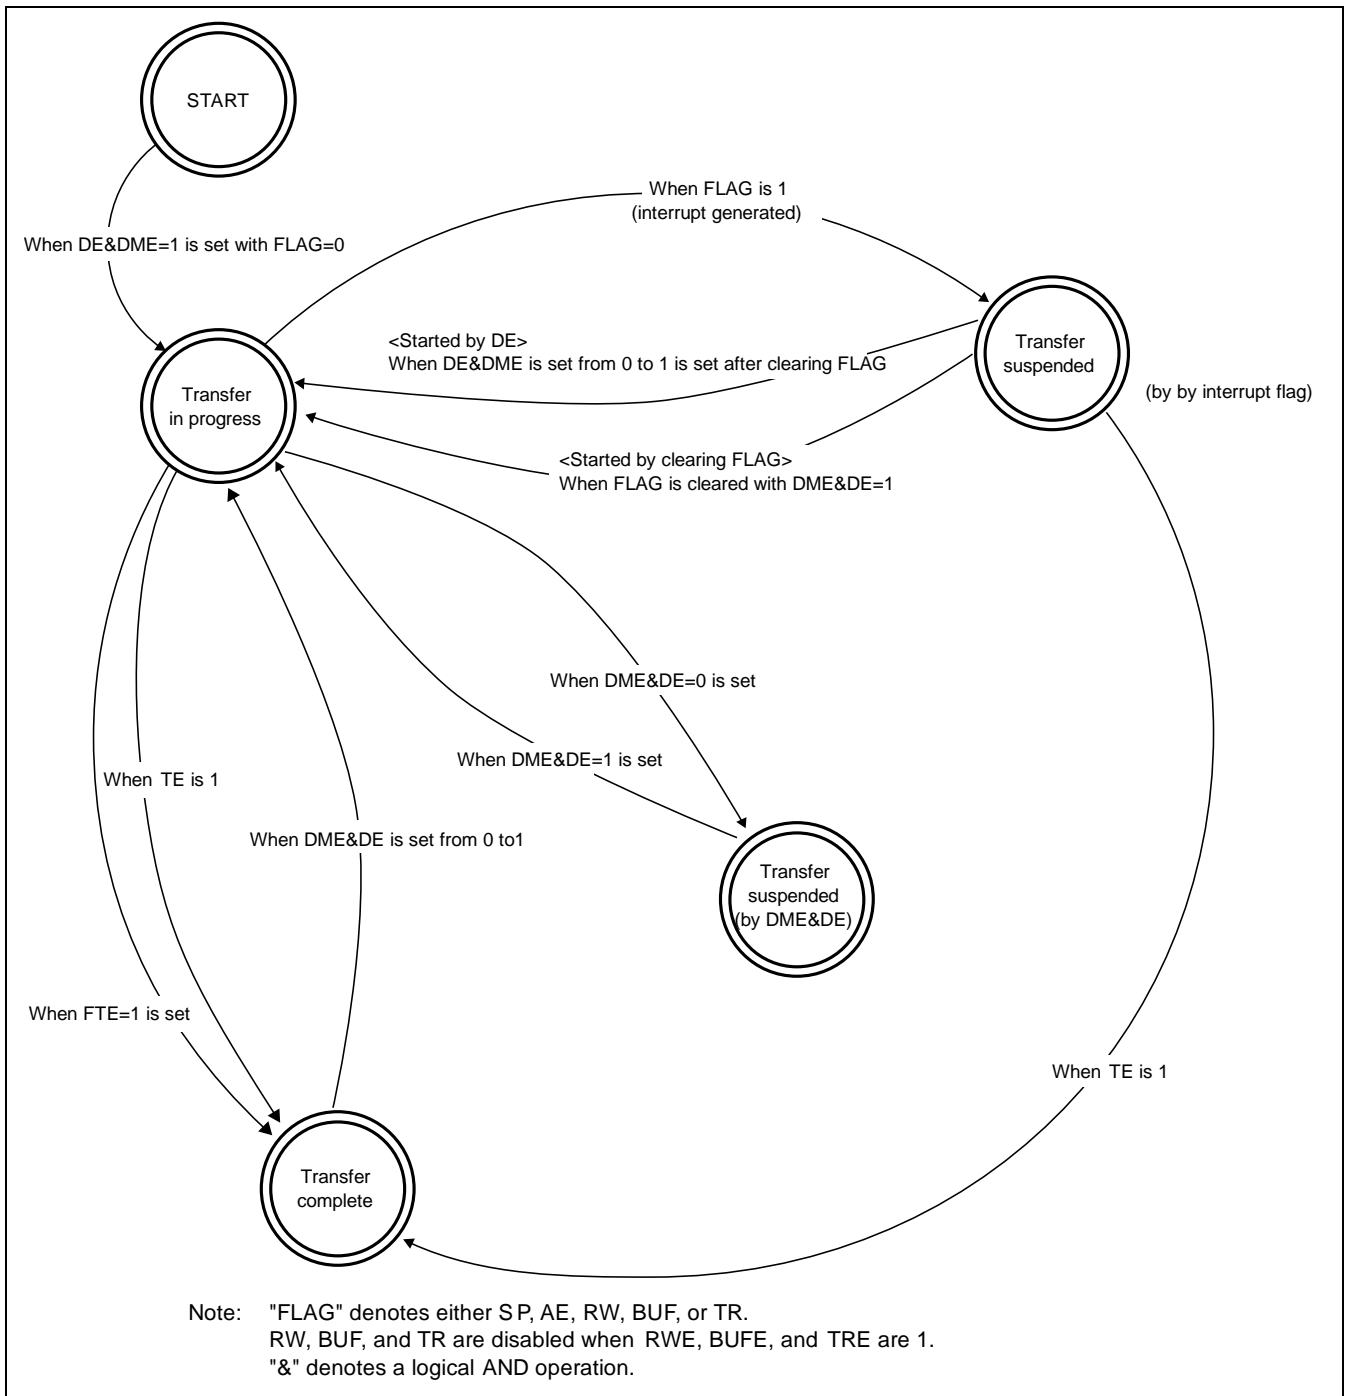 START
When FLAG is 1
(interrupt generated)
When DE&DME=1 is set with FLAG=0
<Started by DE>
When DE&DME is set from 0 to 1 is set after clearing FLAG
Transfer
suspended
(by by interrupt flag)
Transfer
in progress
<Started by clearing FLAG>
When FLAG is cleared with DME&DE=1
When DME&DE=0 is set
When DME&DE=1 is set
When TE is 1
When DME&DE is set from 0 to1
Transfer
suspended
(by DME&DE)
When FTE=1 is set
When TE is 1
Transfer
complete
Note: "FLAG" denotes either SP, AE, RW, BUF, or TR.
RW, BUF, and TR are disabled when RWE, BUFE, and TRE are 1.
"&" denotes a logical AND operation.